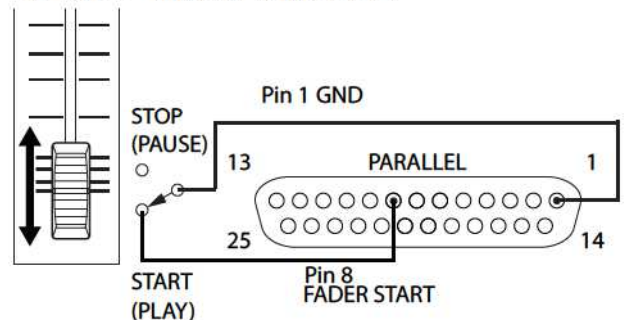 Pin 1 GND
STOP
(PAUSE)
13
PARALLEL
1
25
14
START
(PLAY)
Pin 8
FADER START